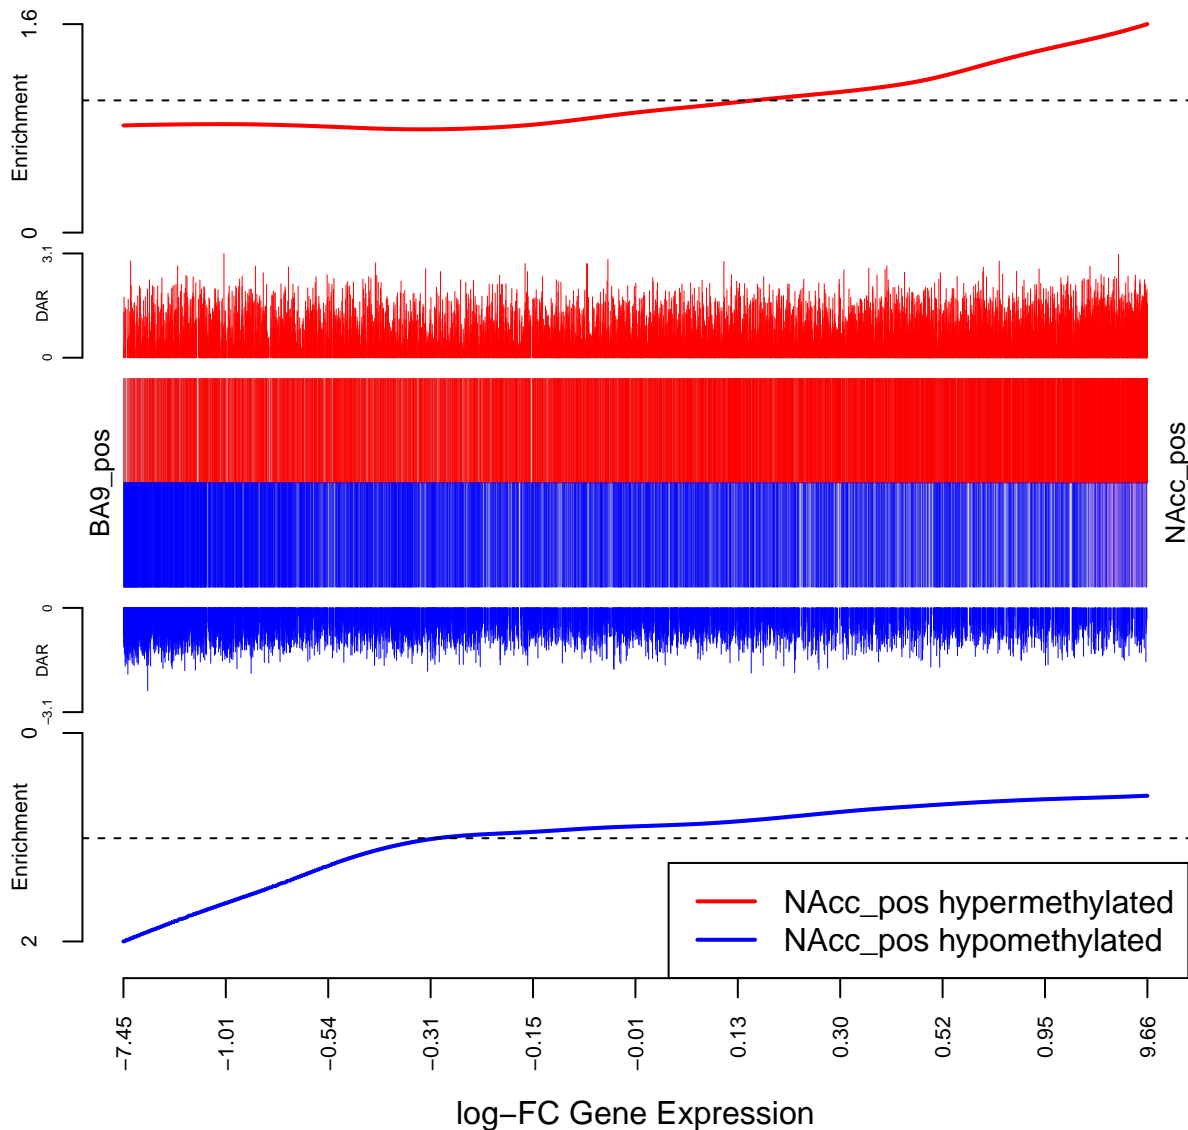 1.6
Enrichment
0
3.1
DAR
0
BA9_pos
NAcc_pos
0
DAR
−3.1
0
Enrichment
2
NAcc_pos hypermethylated
NAcc_pos hypomethylated
−7.45 −1.01 −0.54 −0.31 −0.15 −0.01 0.13 0.30 0.52 0.95 9.66
log−FC Gene Expression